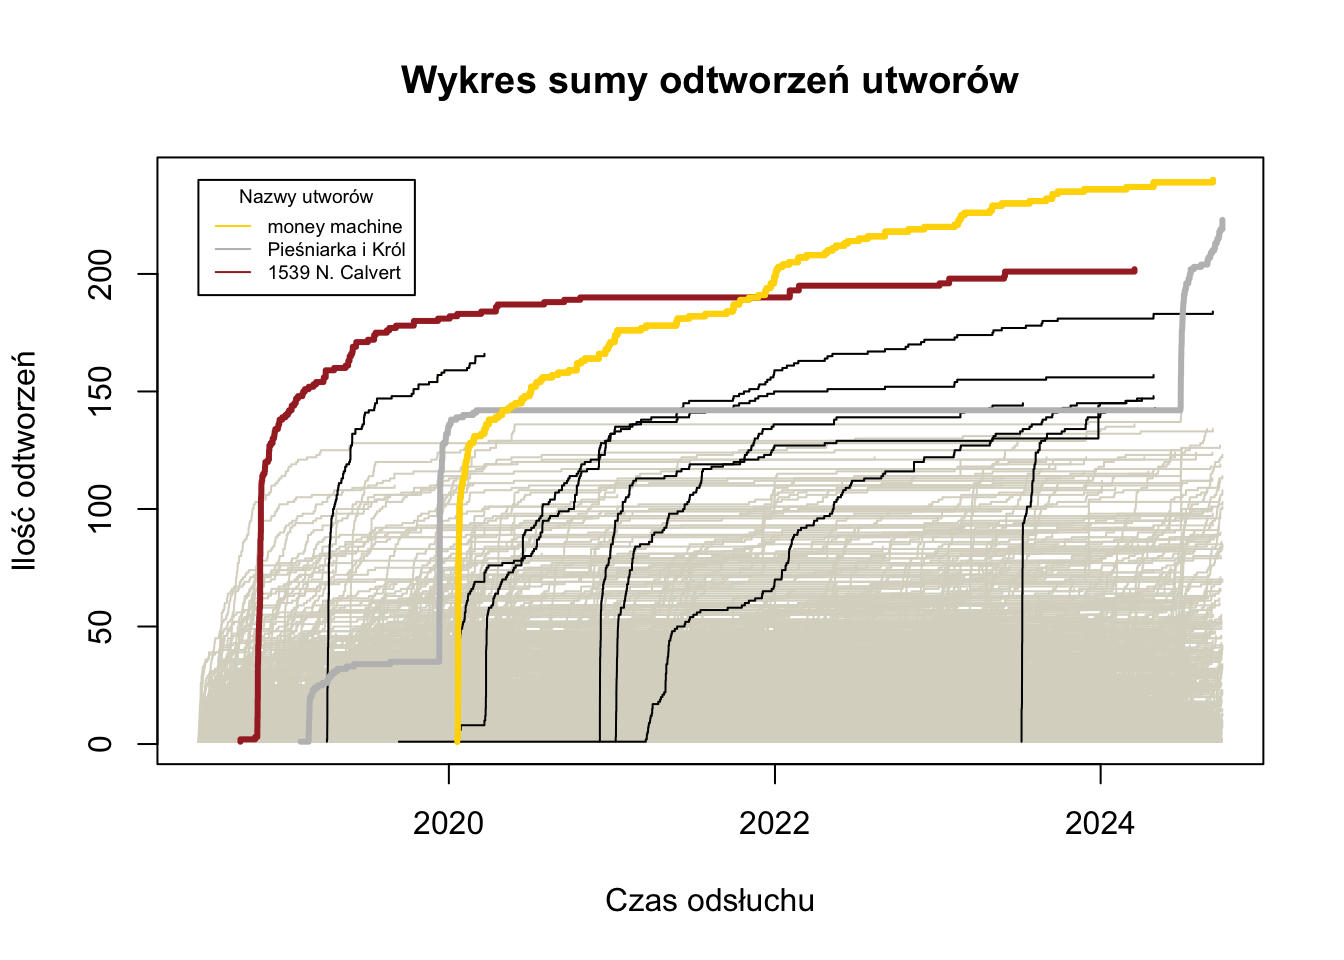 Wykres sumy odtworzeń utworów
Nazwy utworów
money machine
Pieśniarka i Król
1539 N. Calvert
Ilość odtworzeń
200
150
100
50
0
2020 2022 2024
Czas odsłuchu